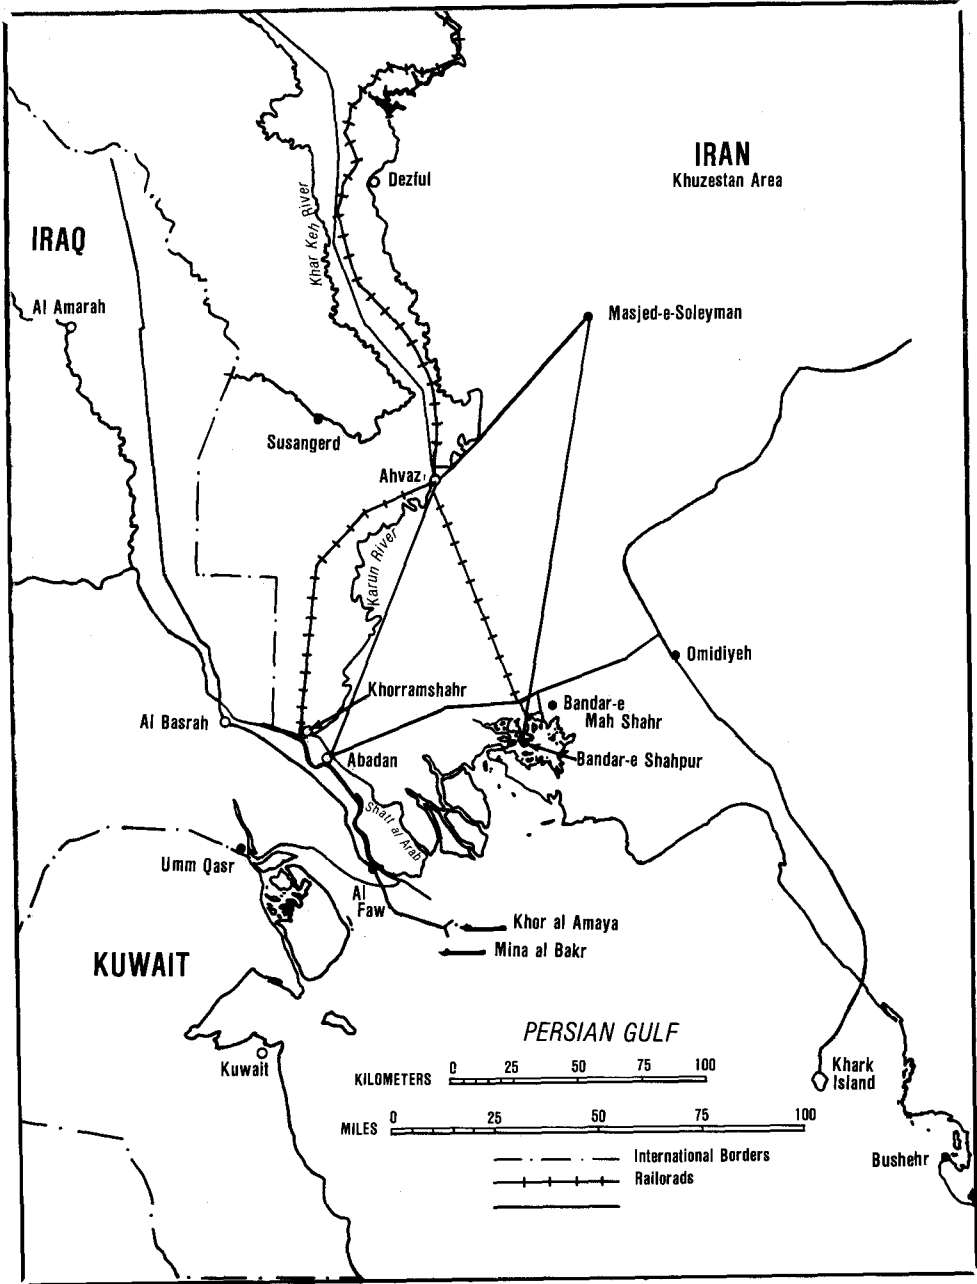 IRAN
Khuzestan Area
Dezful
Khar Keh River
IRAQ
Al Amarah
Masjed-e-Soleyman
Susangerd
Ahvaz
Karun River
Omidiyeh
Khorramshahr
Bandar-e
Mah Shahr
Al Basrah
Abadan
Bandar-e Shahpur
Shatt al Arab
Umm Qasr
Al
Faw
Khor al Amaya
Mina al Bakr
KUWAIT
PERSIAN GULF
Kuwait
KILOMETERS 0 25 50 75 100
Khark
Island
MILES 0 25 50 75 100
International Borders
Railorads
Bushehr